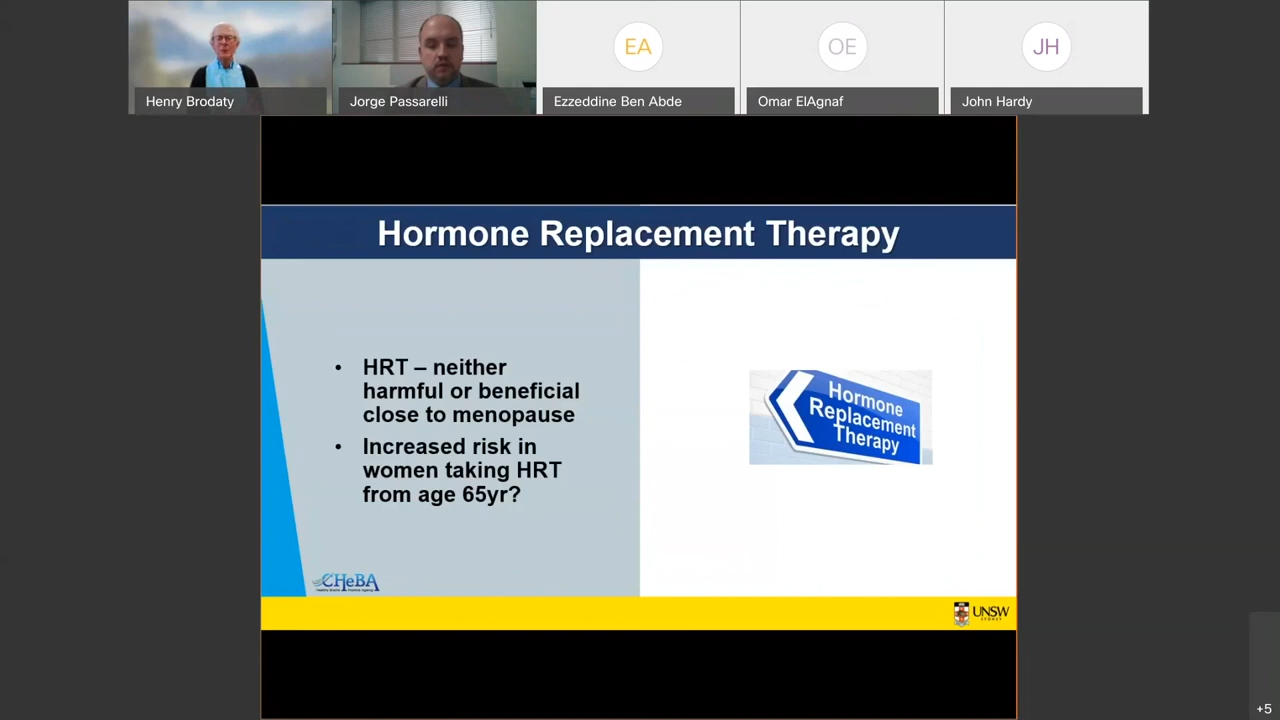 Henry Brodaty
Jorge Passarelli
EA
Ezzeddine Ben Abde
OE
Omar ElAgnaf
JH
John Hardy
Hormone Replacement Therapy
• HRT – neither
harmful or beneficial
close to menopause
• Increased risk in
women taking HRT
from age 65yr?
Hormone
Replacement
Therapy
CHeBA
UNSW
SYDNEY
+5